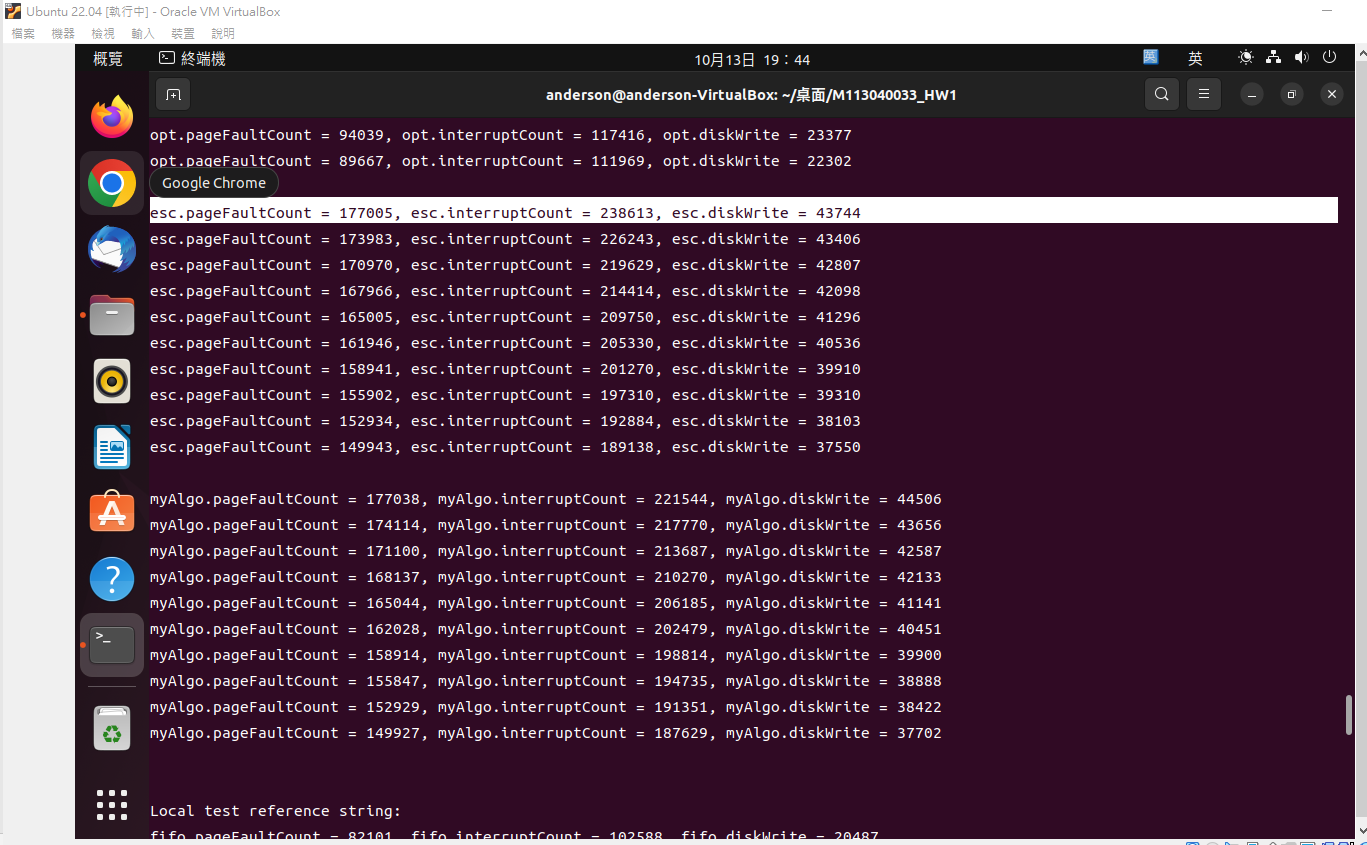 Ubuntu 22.04 [執行中] - Oracle VM VirtualBox
檔案 機器 檢視 輸入 裝置 說明
概覽 終端機 10月13日 19：44 英 英
anderson@anderson-VirtualBox: ~/桌面/M113040033_HW1
opt.pageFaultCount = 94039, opt.interruptCount = 117416, opt.diskWrite = 23377
opt.pageFaultCount = 89667, opt.interruptCount = 111969, opt.diskWrite = 22302
Google Chrome
esc.pageFaultCount = 177005, esc.interruptCount = 238613, esc.diskWrite = 43744
esc.pageFaultCount = 173983, esc.interruptCount = 226243, esc.diskWrite = 43406
esc.pageFaultCount = 170970, esc.interruptCount = 219629, esc.diskWrite = 42807
esc.pageFaultCount = 167966, esc.interruptCount = 214414, esc.diskWrite = 42098
esc.pageFaultCount = 165005, esc.interruptCount = 209750, esc.diskWrite = 41296
esc.pageFaultCount = 161946, esc.interruptCount = 205330, esc.diskWrite = 40536
esc.pageFaultCount = 158941, esc.interruptCount = 201270, esc.diskWrite = 39910
esc.pageFaultCount = 155902, esc.interruptCount = 197310, esc.diskWrite = 39310
esc.pageFaultCount = 152934, esc.interruptCount = 192884, esc.diskWrite = 38103
esc.pageFaultCount = 149943, esc.interruptCount = 189138, esc.diskWrite = 37550
myAlgo.pageFaultCount = 177038, myAlgo.interruptCount = 221544, myAlgo.diskWrite = 44506
myAlgo.pageFaultCount = 174114, myAlgo.interruptCount = 217770, myAlgo.diskWrite = 43656
myAlgo.pageFaultCount = 171100, myAlgo.interruptCount = 213687, myAlgo.diskWrite = 42587
myAlgo.pageFaultCount = 168137, myAlgo.interruptCount = 210270, myAlgo.diskWrite = 42133
myAlgo.pageFaultCount = 165044, myAlgo.interruptCount = 206185, myAlgo.diskWrite = 41141
myAlgo.pageFaultCount = 162028, myAlgo.interruptCount = 202479, myAlgo.diskWrite = 40451
myAlgo.pageFaultCount = 158914, myAlgo.interruptCount = 198814, myAlgo.diskWrite = 39900
myAlgo.pageFaultCount = 155847, myAlgo.interruptCount = 194735, myAlgo.diskWrite = 38888
myAlgo.pageFaultCount = 152929, myAlgo.interruptCount = 191351, myAlgo.diskWrite = 38422
myAlgo.pageFaultCount = 149927, myAlgo.interruptCount = 187629, myAlgo.diskWrite = 37702
Local test reference string:
fifo.pageFaultCount = 82101, fifo.interruptCount = 102588, fifo.diskWrite = 20487